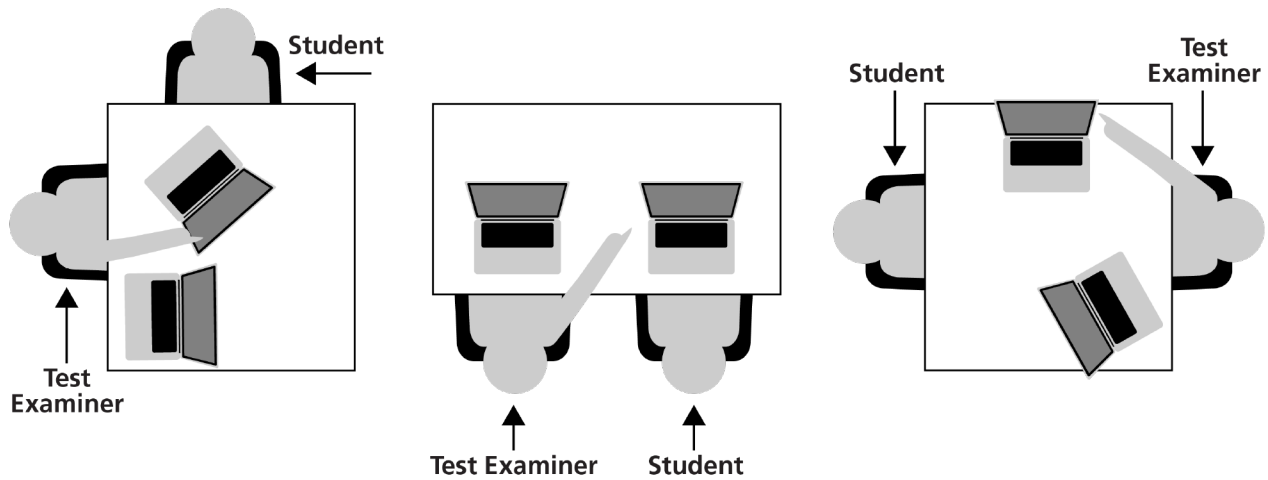 Student
Test
Examiner
Test Examiner
Student
Student
Test
Examiner